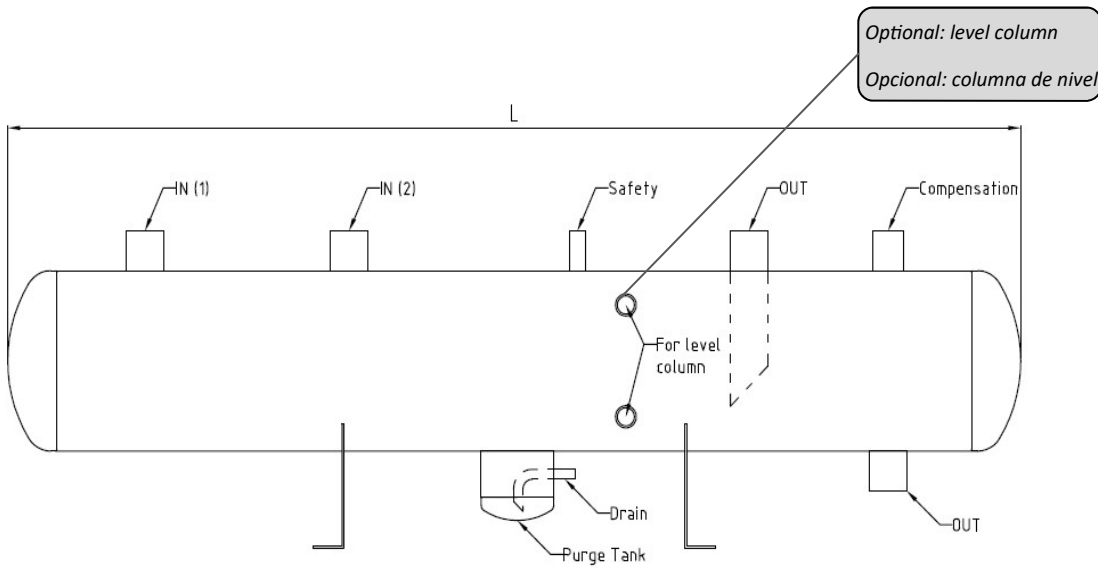 Optional: level column
Opcional: columna de nivel
L
IN (1)
IN (2)
Safety
OUT
Compensation
For level
column
Drain
OUT
Purge Tank